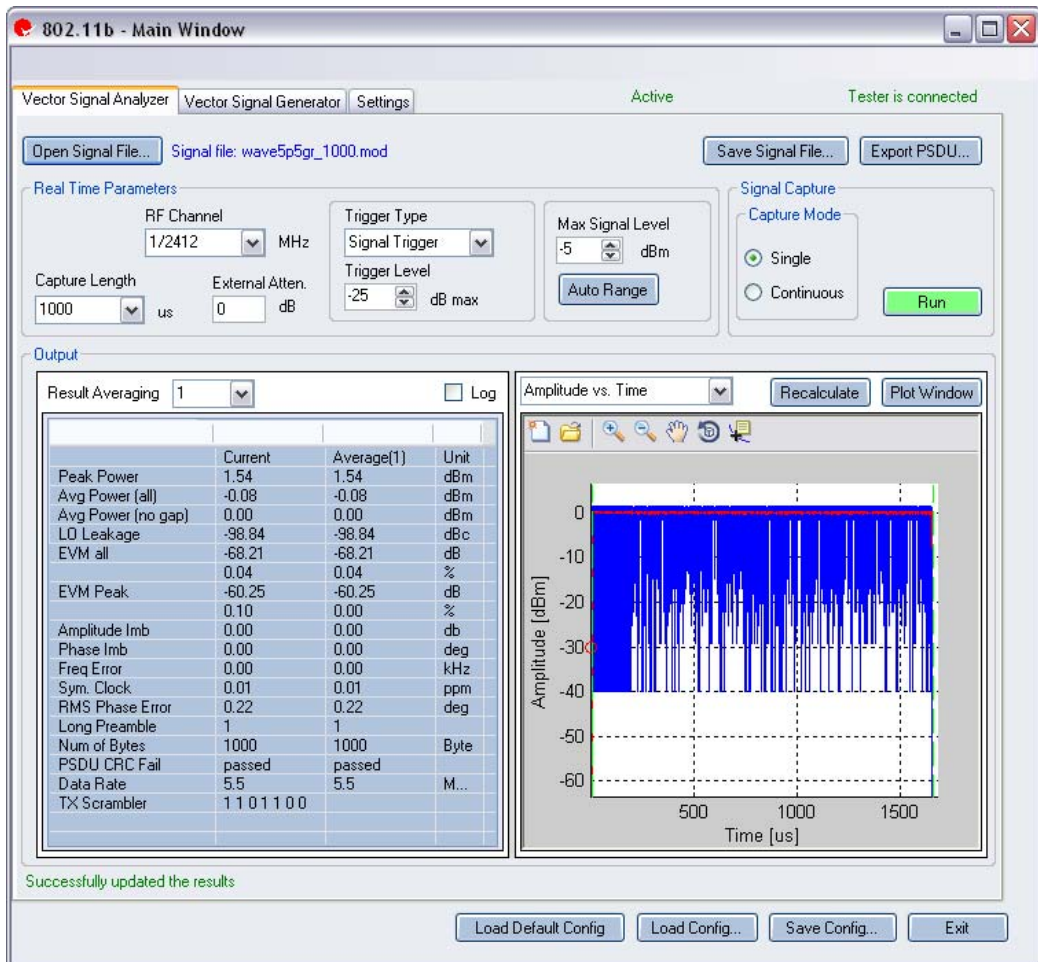 802.11b - Main Window
Vector Signal Analyzer Vector Signal Generator Settings Active Tester is connected
Open Signal File... Signal file: wave5p5gr_1000.mod Save Signal File... Export PSDU...
Real Time Parameters
RF Channel
1/2412 MHz
Capture Length
1000 us
External Atten.
0 dB
Trigger Type
Signal Trigger
Trigger Level
-25 dB max
Max Signal Level
-5 dBm
Auto Range
Signal Capture
Capture Mode
Single
Continuous
Run
Output
Result Averaging 1 Log
Current Average(1) Unit
Peak Power 1.54 1.54 dBm
Avg Power (all) -0.08 -0.08 dBm
Avg Power (no gap) 0.00 0.00 dBm
LO Leakage -98.84 -98.84 dBc
EVM all -68.21 -68.21 dB
0.04 0.04 %
EVM Peak -60.25 -60.25 dB
0.10 0.00 %
Amplitude Imb 0.00 0.00 db
Phase Imb 0.00 0.00 deg
Freq Error 0.00 0.00 kHz
Sym. Clock 0.01 0.01 ppm
RMS Phase Error 0.22 0.22 deg
Long Preamble 1 1
Num of Bytes 1000 1000 Byte
PSDU CRC Fail passed passed
Data Rate 5.5 5.5 M...
TX Scrambler 1 1 0 1 1 0 0
Amplitude vs. Time Recalculate Plot Window
Amplitude [dBm]
0
-10
-20
-30
-40
-50
-60
500 1000 1500
Time [us]
Successfully updated the results
Load Default Config Load Config... Save Config... Exit